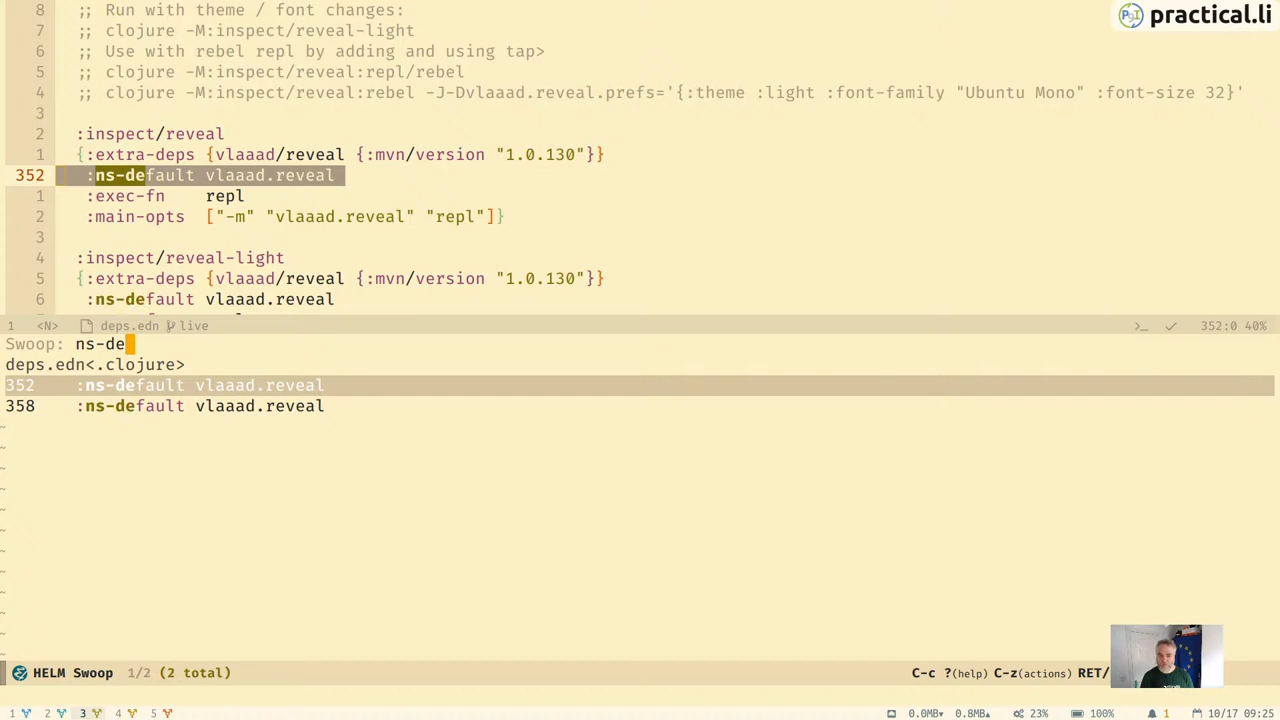 practical.li
8 ;; Run with theme / font changes:
7 ;; clojure -M:inspect/reveal-light
6 ;; Use with rebel repl by adding and using tap>
5 ;; clojure -M:inspect/reveal:repl/rebel
4 ;; clojure -M:inspect/reveal:rebel -J-Dvlaaad.reveal.prefs='{:theme :light :font-family "Ubuntu Mono" :font-size 32}'
3
2 :inspect/reveal
1 {:extra-deps {vlaaad/reveal {:mvn/version "1.0.130"}}
352 :ns-default vlaaad.reveal
1 :exec-fn repl
2 :main-opts ["-m" "vlaaad.reveal" "repl"]}
3
4 :inspect/reveal-light
5 {:extra-deps {vlaaad/reveal {:mvn/version "1.0.130"}}
6 :ns-default vlaaad.reveal
1 <N> deps.edn live 352:0 40%
Swoop: ns-de
deps.edn<.clojure>
352 :ns-default vlaaad.reveal
358 :ns-default vlaaad.reveal
~
~
~
~
~
~
~
~
~
~
~
~
HELM Swoop 1/2 (2 total) C-c ?(help) C-z(actions) RET/
1 2 3 4 5 0.0MB 0.8MB 23% 100% 1 10/17 09:25